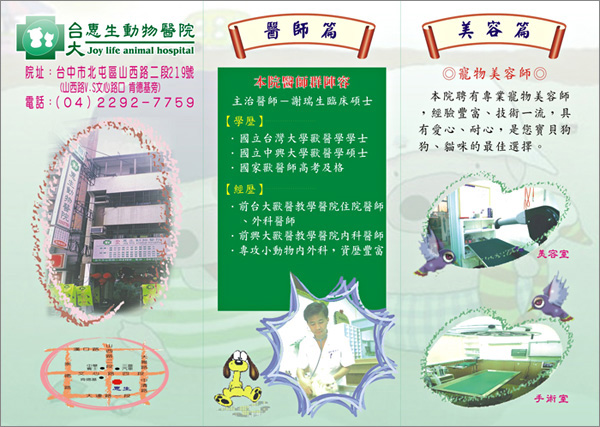 台大
惠生動物醫院
Joy life animal hospital
院址：台中市北屯區山西路二段219號
(山西路V.S文心路口 肯德基旁)
電話：(04) 2292-7759
惠生
醫師篇
本院醫師群陣容
主治醫師－謝瑞生臨床碩士
【學歷】
．國立台灣大學獸醫學學士
．國立中興大學獸醫學碩士
．國家獸醫師高考及格
【經歷】
．前台大獸醫教學醫院住院醫師
、外科醫師
．前興大獸醫教學醫院內科醫師
．專攻小動物內外科，資歷豐富
美容篇
◎寵物美容師◎
本院聘有專業寵物美容師
，經驗豐富、技術一流，具
有愛心、耐心，是您寶貝狗
狗、貓咪的最佳選擇。
美容室
手術室